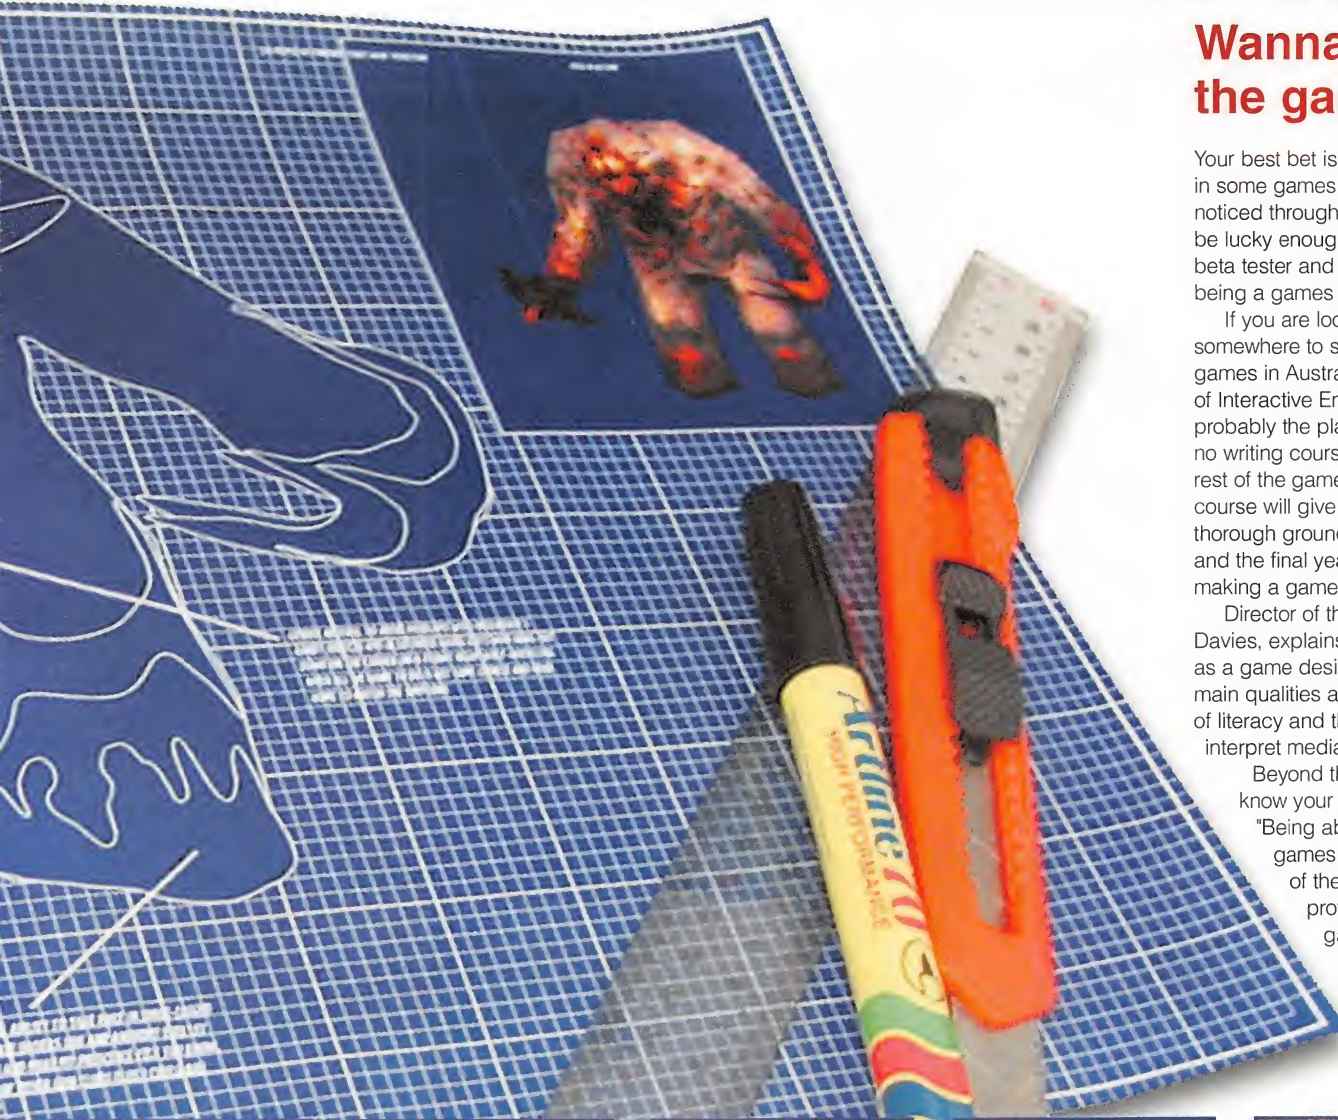 Wanna
the ga
Your best bet is
in some games
noticed through
be lucky enoug
beta tester and
being a games
If you are loo
somewhere to s
games in Austra
of Interactive En
probably the pla
no writing cours
rest of the game
course will give
thorough groun
and the final yea
making a game
Director of th
Davies, explains
as a game desi
main qualities a
of literacy and th
interpret media
Beyond th
know your
"Being ab
games
of the
pro
ga
Artline 70
HIGH PERFORMANCE